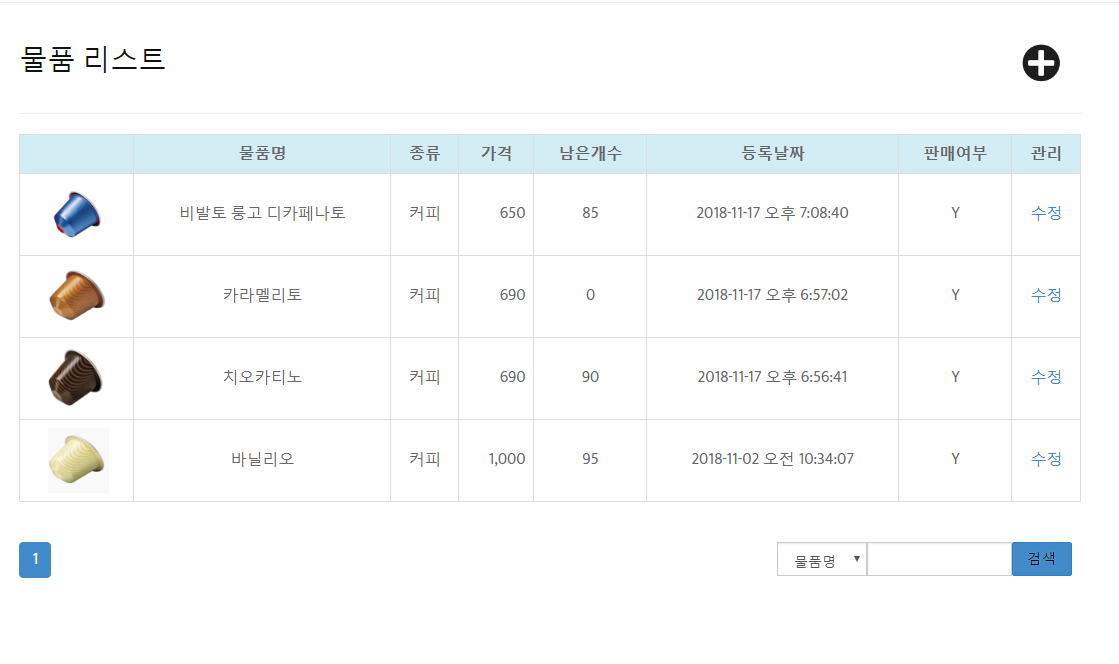 물품 리스트
물품명 종류 가격 남은개수 등록날짜 판매여부 관리
비발토 룽고 디카페나토 커피 650 85 2018-11-17 오후 7:08:40 Y 수정
카라멜리토 커피 690 0 2018-11-17 오후 6:57:02 Y 수정
치오카티노 커피 690 90 2018-11-17 오후 6:56:41 Y 수정
바닐리오 커피 1,000 95 2018-11-02 오전 10:34:07 Y 수정
1 물품명 검색